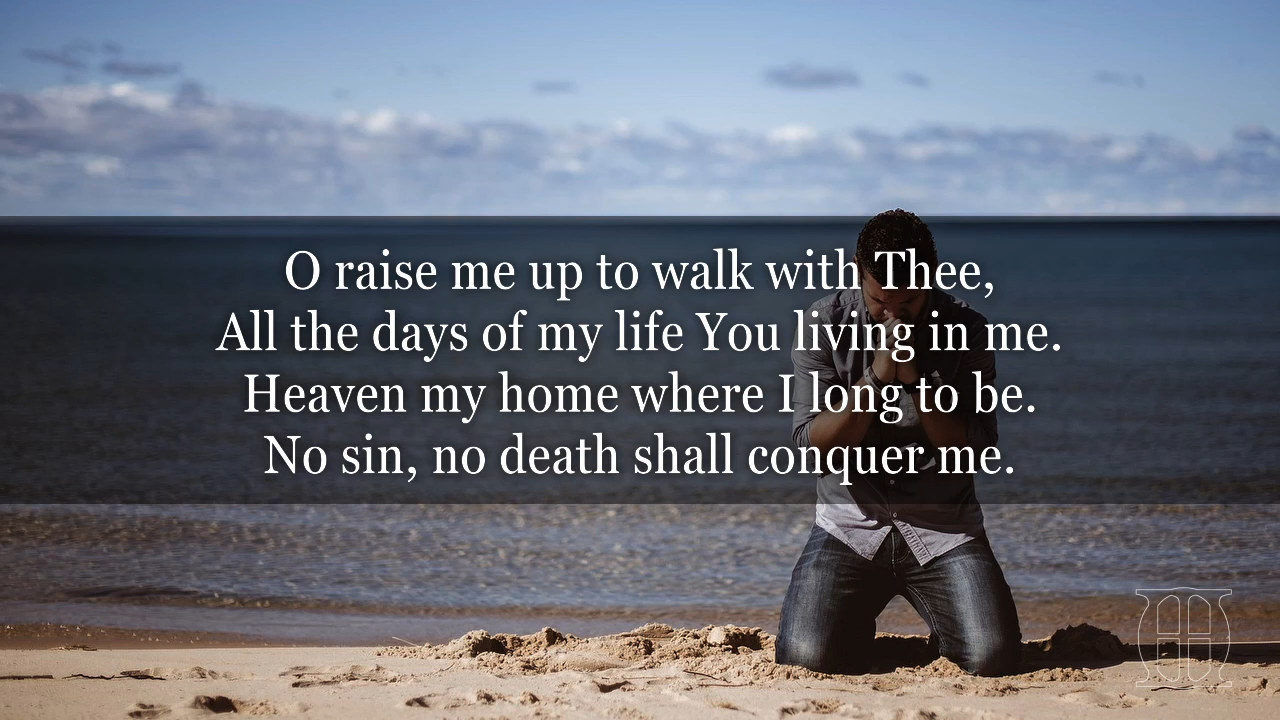 O raise me up to walk with Thee,
All the days of my life You living in me.
Heaven my home where I long to be.
No sin, no death shall conquer me.